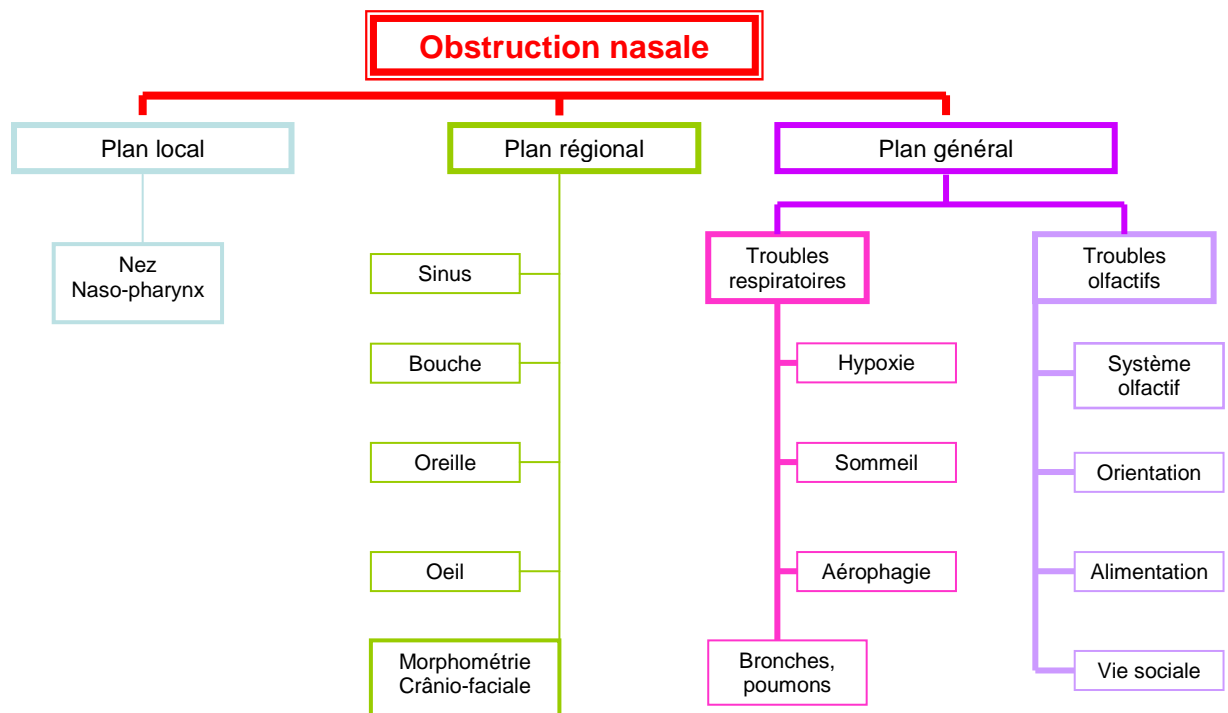 Obstruction nasale
Plan local
Plan régional
Plan général
Nez
Naso-pharynx
Sinus
Bouche
Oreille
Oeil
Morphométrie
Crânio-faciale
Troubles
respiratoires
Hypoxie
Sommeil
Aérophagie
Bronches,
poumons
Troubles
olfactifs
Système
olfactif
Orientation
Alimentation
Vie sociale